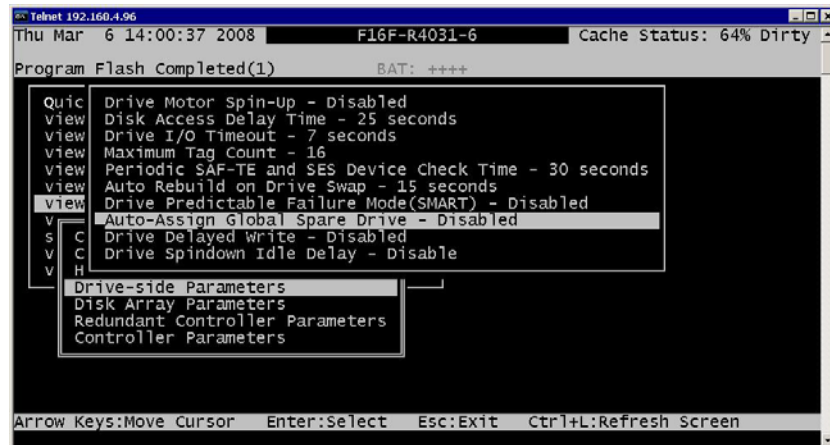 Telnet 192.160.4.96
Thu Mar 6 14:00:37 2008 F16F-R4031-6 Cache Status: 64% Dirty
Program Flash Completed(1) BAT: ++++
Quic Drive Motor Spin-Up - Disabled
view Disk Access Delay Time - 25 seconds
view Drive I/O Timeout - 7 seconds
view Maximum Tag Count - 16
view Periodic SAF-TE and SES Device Check Time - 30 seconds
view Auto Rebuild on Drive Swap - 15 seconds
view Drive Predictable Failure Mode(SMART) - Disabled
v Auto-Assign Global Spare Drive - Disabled
s C Drive Delayed Write - Disabled
v C Drive Spindown Idle Delay - Disable
v H
Drive-side Parameters
Disk Array Parameters
Redundant Controller Parameters
Controller Parameters
Arrow Keys:Move Cursor Enter:Select Esc:Exit Ctrl+L:Refresh Screen